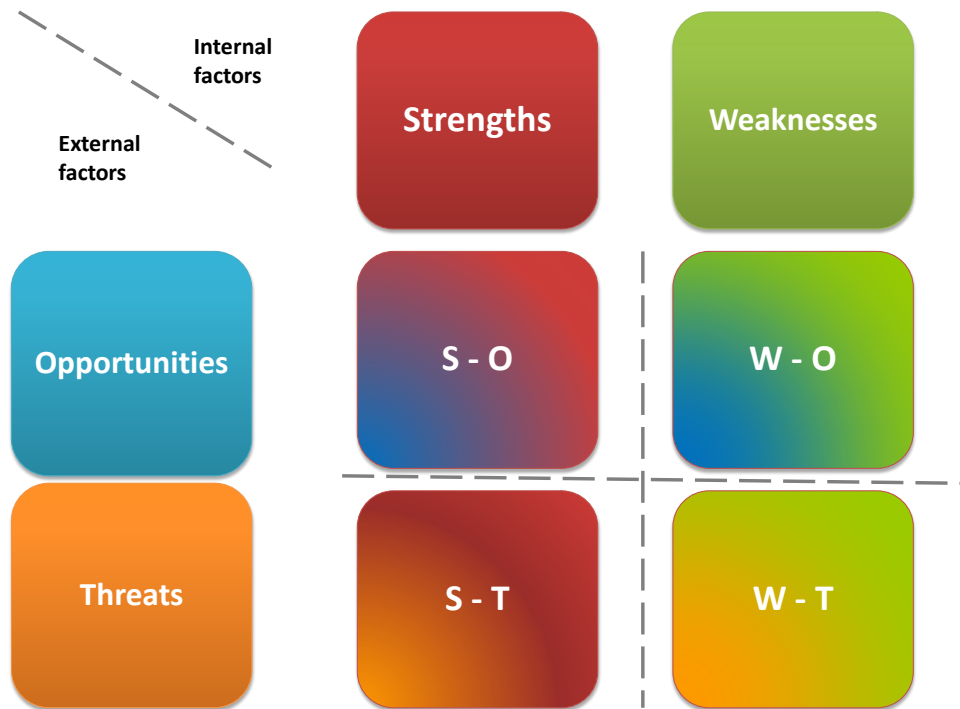 Internal
factors
External
factors
Strengths
Weaknesses
Opportunities
S - O
W - O
Threats
S - T
W - T